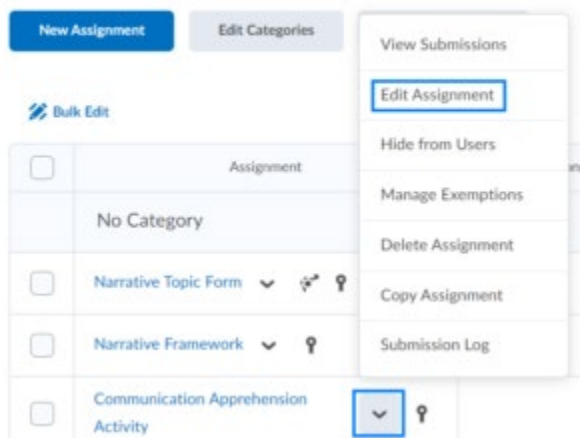 New Assignment
Edit Categories
View Submissions
Edit Assignment
Bulk Edit
Hide from Users
Assignment
Manage Exemptions
No Category
Delete Assignment
Narrative Topic Form
Copy Assignment
Narrative Framework
Submission Log
Communication Apprehension
Activity